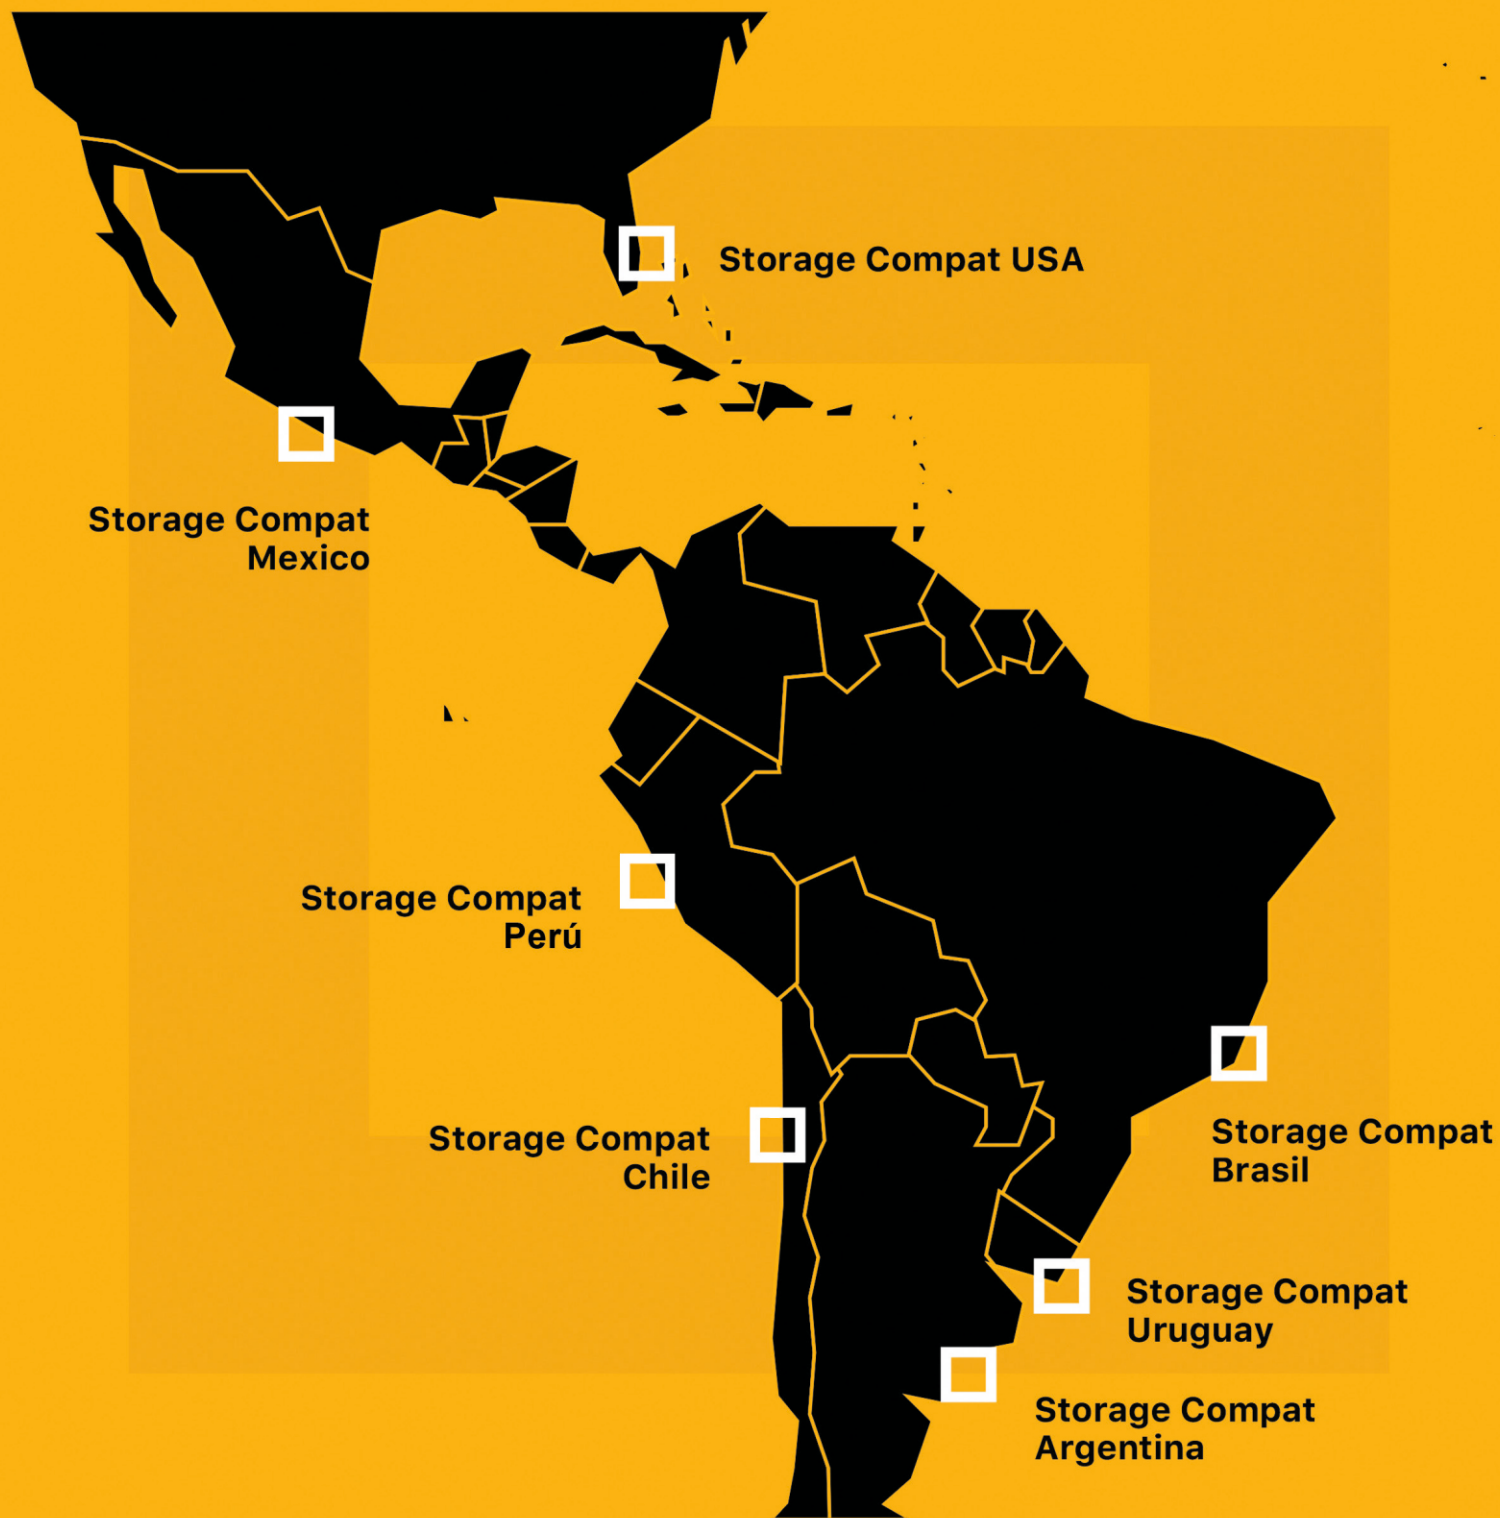 Storage Compat USA
Storage Compat
Mexico
Storage Compat
Perú
Storage Compat
Chile
Storage Compat
Brasil
Storage Compat
Uruguay
Storage Compat
Argentina